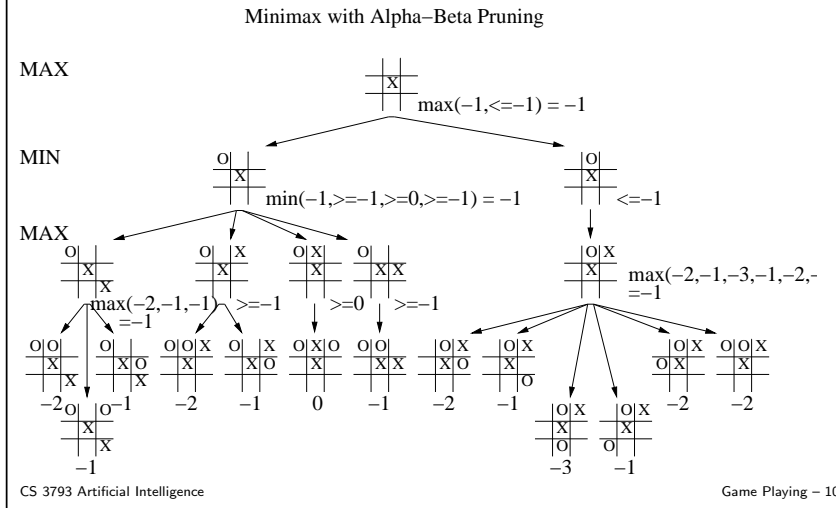 Minimax with Alpha−Beta Pruning
MAX
X
max(−1,<=−1) = −1
MIN
O
X
O
X
min(−1,>=−1,>=0,>=−1) = −1
<=−1
MAX
O
X
X
O X
X
O X
X
O
X X
O X
X
max(−2,−1,−1)
=−1
>=−1
>=0
>=−1
max(−2,−1,−3,−1,−2,-
=−1
O O
X
X
O
X O
X
O O X
X
O X
X O
O X O
X
O O
X X
O X
X O
O X
X
O
O X
O X
O O X
X
−2
−1
−2
−1
0
−1
−2
−1
−2
−2
O O
X
X
O X
X
O
O X
X
O
−1
−3
−1
CS 3793 Artificial Intelligence
Game Playing – 10